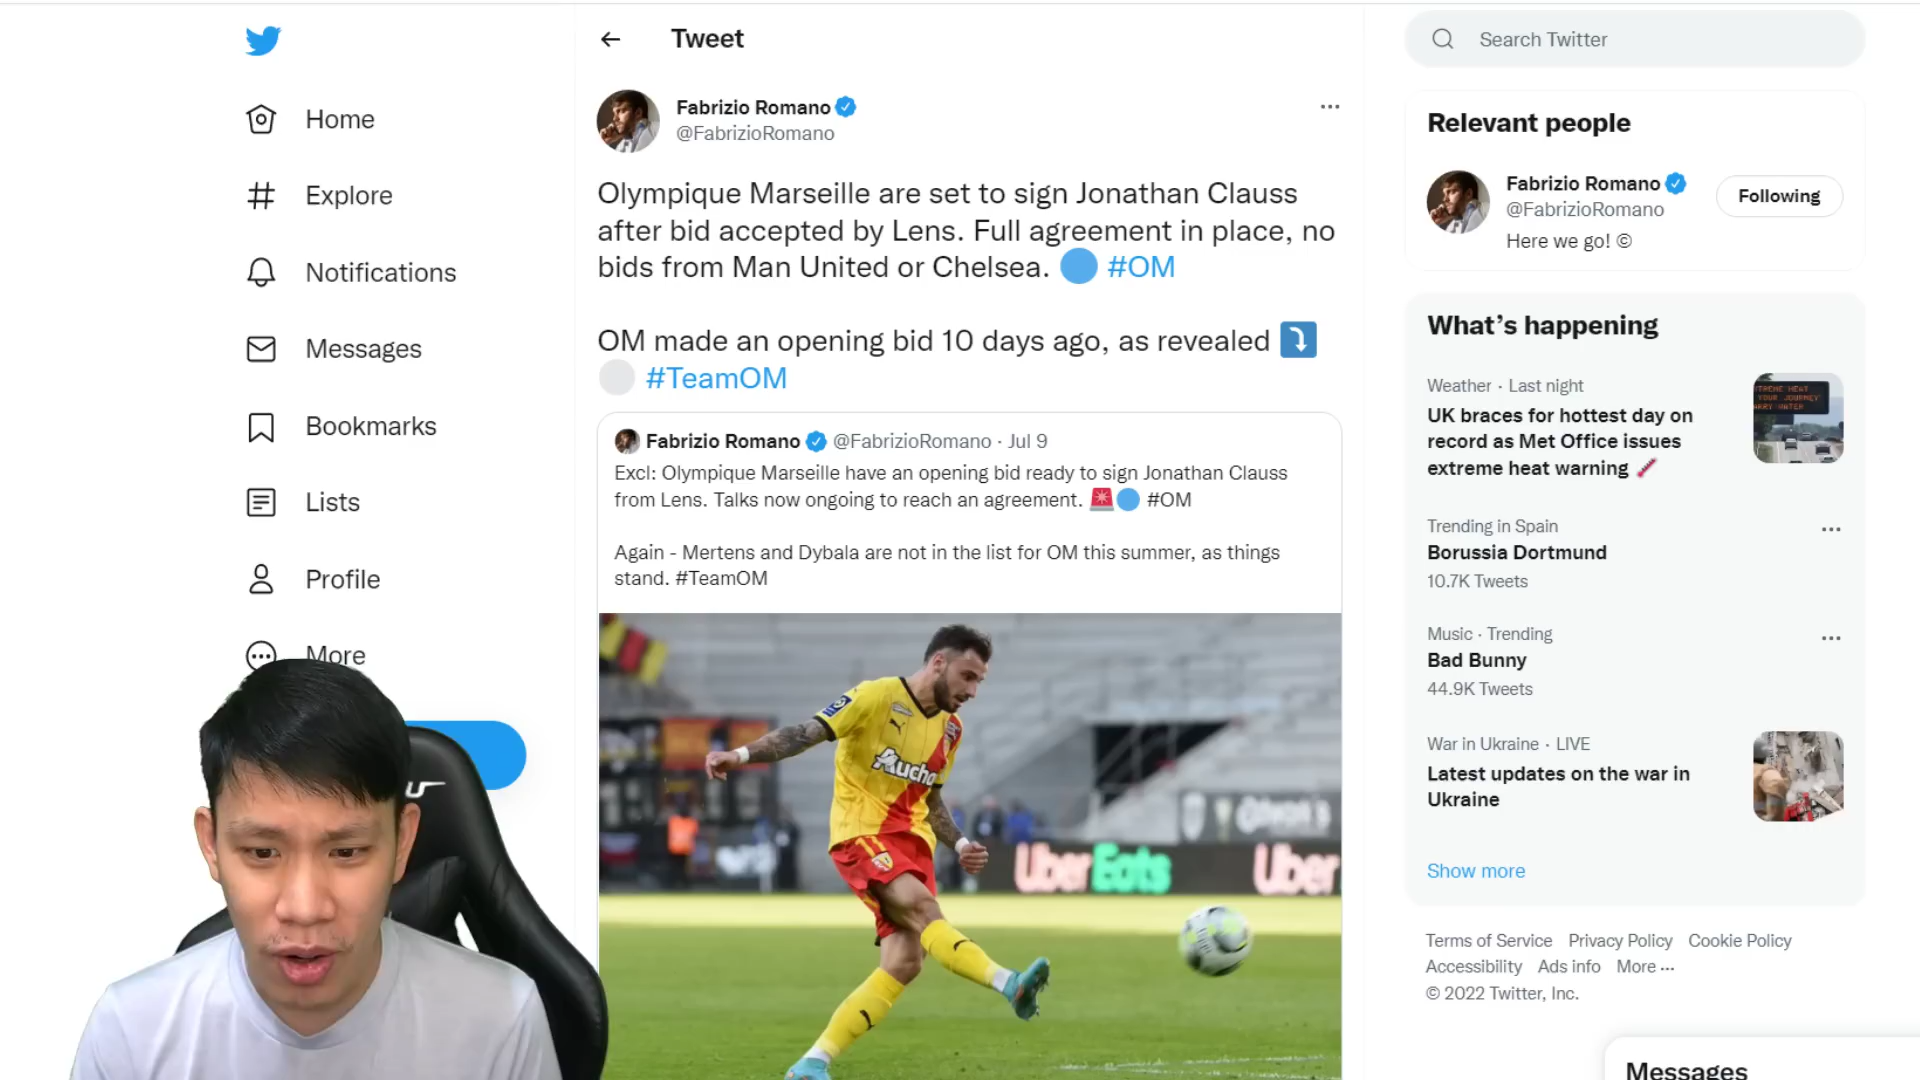 Home
Explore
Notifications
Messages
Bookmarks
Lists
Profile
More
Tweet
Fabrizio Romano
@FabrizioRomano
Olympique Marseille are set to sign Jonathan Clauss
after bid accepted by Lens. Full agreement in place, no
bids from Man United or Chelsea. 🔵 #OM
OM made an opening bid 10 days ago, as revealed ⤵️
⚪ #TeamOM
Fabrizio Romano @FabrizioRomano · Jul 9
Excl: Olympique Marseille have an opening bid ready to sign Jonathan Clauss
from Lens. Talks now ongoing to reach an agreement. 🚨🔵 #OM
Again - Mertens and Dybala are not in the list for OM this summer, as things
stand. #TeamOM
Auchan
11
Uber Eats
Uber
Search Twitter
Relevant people
Fabrizio Romano
@FabrizioRomano
Following
Here we go! ©
What's happening
Weather · Last night
UK braces for hottest day on
record as Met Office issues
extreme heat warning 🌡️
Trending in Spain
Borussia Dortmund
10.7K Tweets
Music · Trending
Bad Bunny
44.9K Tweets
War in Ukraine · LIVE
Latest updates on the war in
Ukraine
Show more
Terms of Service Privacy Policy Cookie Policy
Accessibility Ads info More ···
© 2022 Twitter, Inc.
Messages